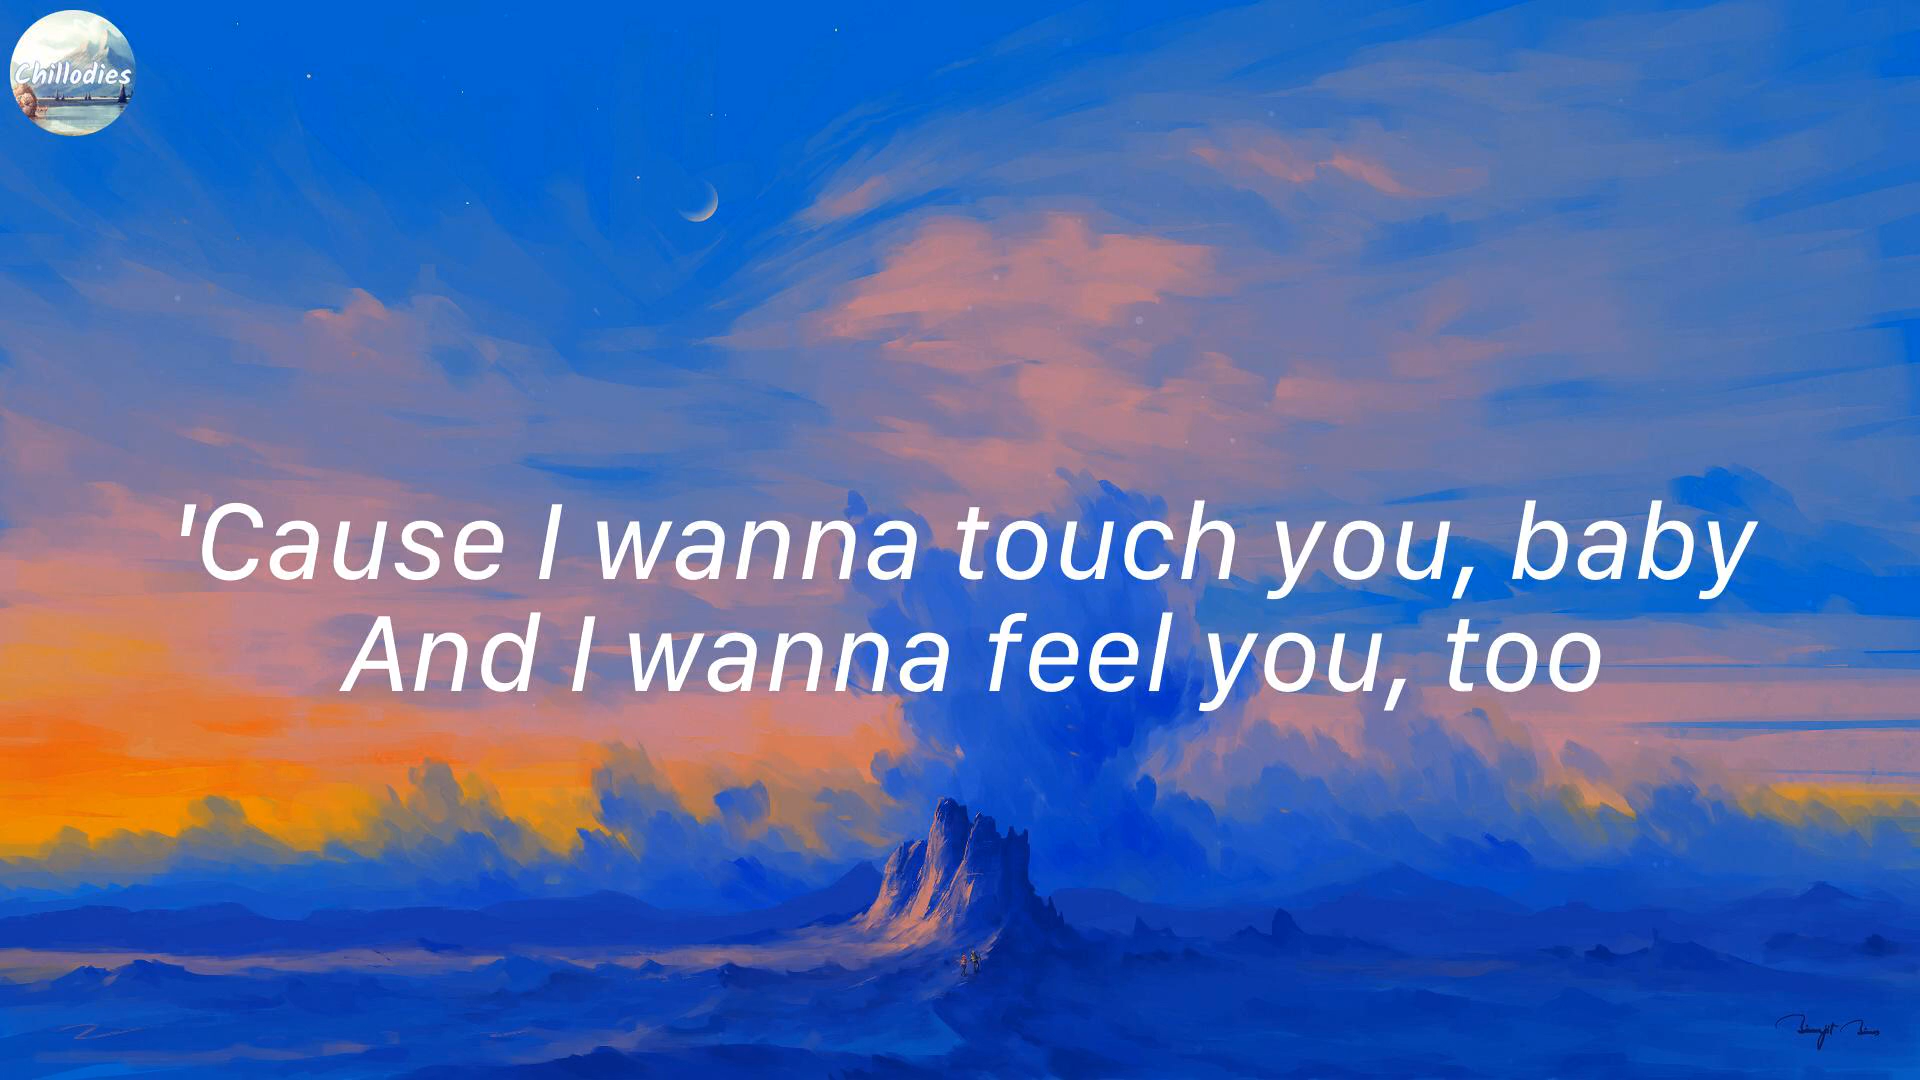 Chillodies
'Cause I wanna touch you, baby
And I wanna feel you, too